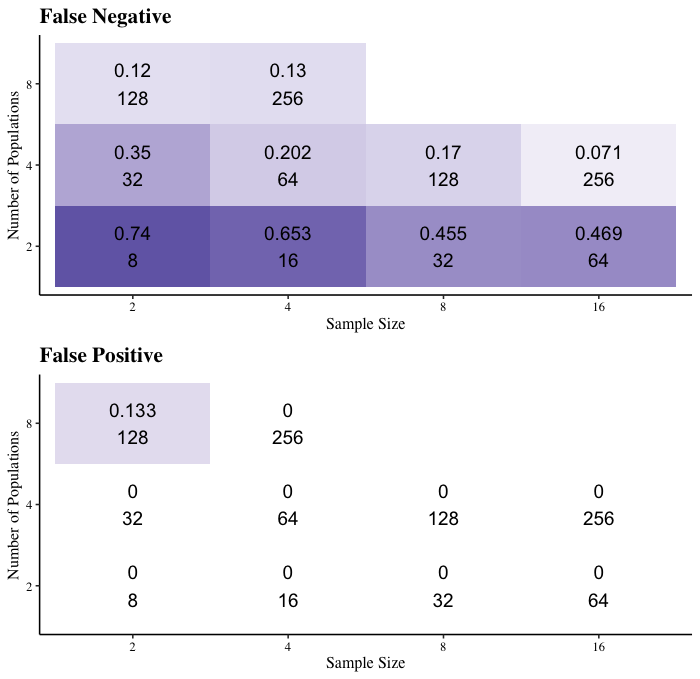 False Negative
Number of Populations
8
0.12 0.13
128 256
4
0.35 0.202 0.17 0.071
32 64 128 256
2
0.74 0.653 0.455 0.469
8 16 32 64
2 4 8 16
Sample Size
False Positive
Number of Populations
8
0.133 0
128 256
4
0 0 0 0
32 64 128 256
2
0 0 0 0
8 16 32 64
2 4 8 16
Sample Size